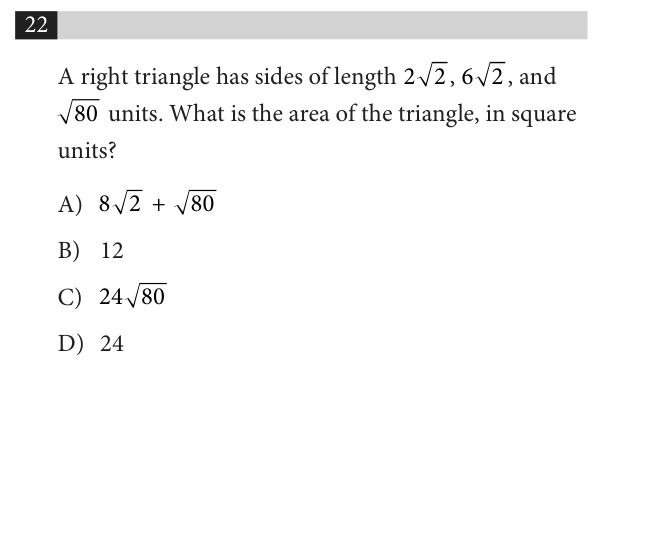 22
A right triangle has sides of length 2√2, 6√2, and
√80 units. What is the area of the triangle, in square
units?
A) 8√2 + √80
B) 12
C) 24√80
D) 24